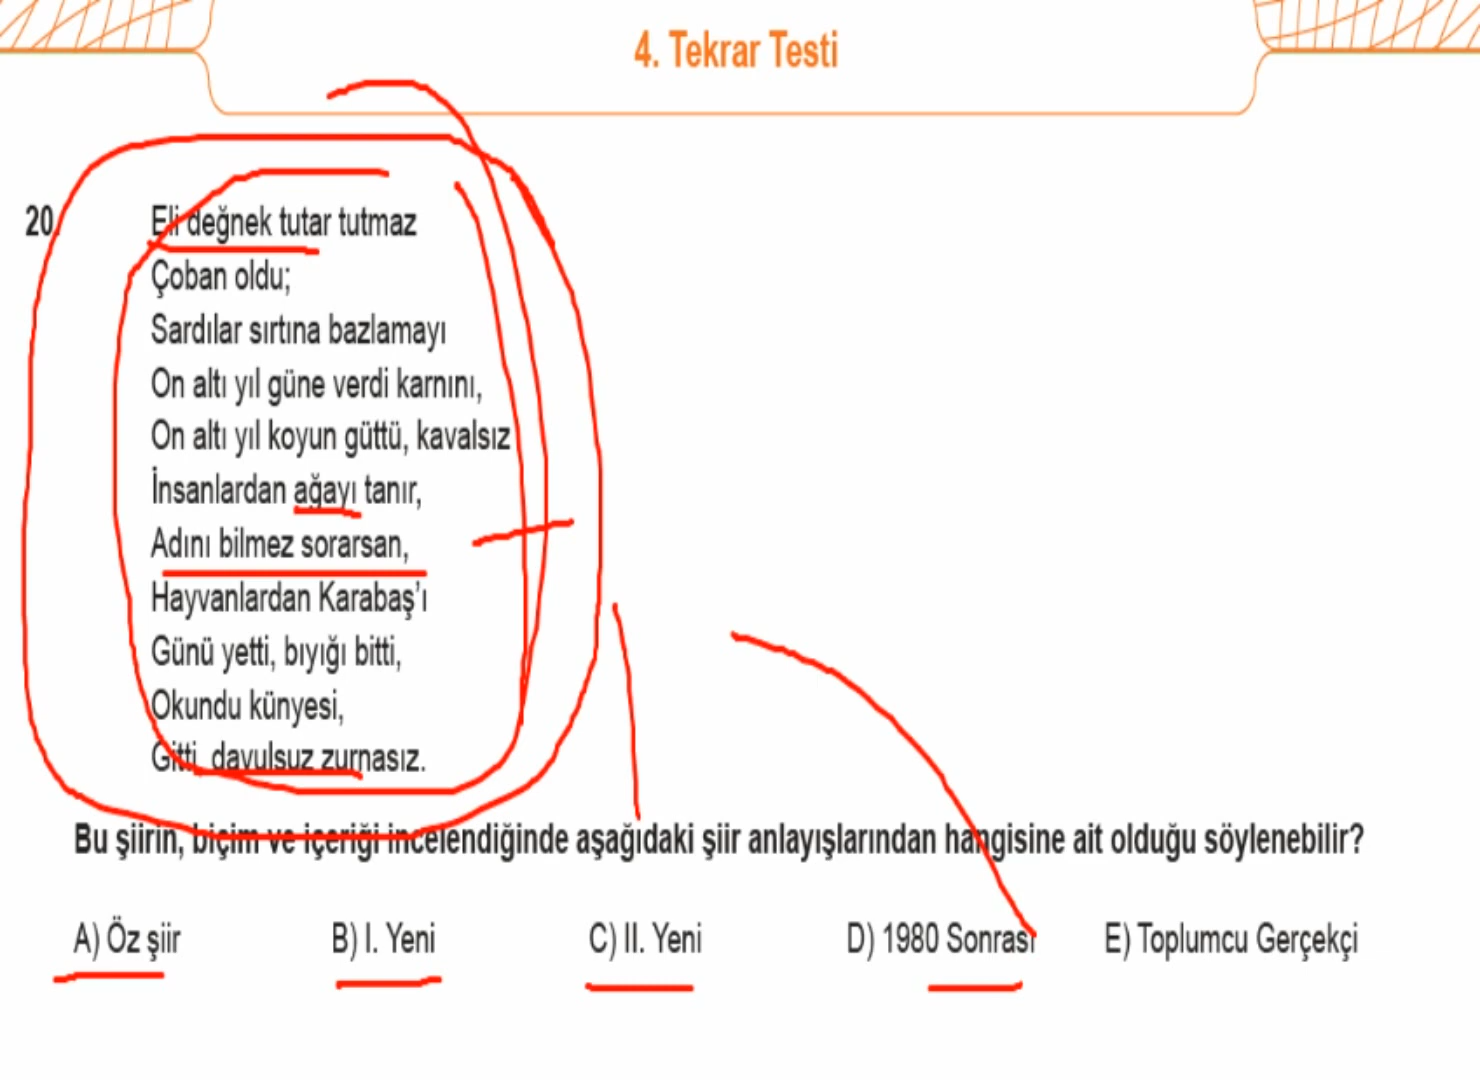 4. Tekrar Testi
20.
Eli değnek tutar tutmaz
Çoban oldu;
Sardılar sırtına bazlamayı
On altı yıl güne verdi karnını,
On altı yıl koyun güttü, kavalsız
İnsanlardan ağayı tanır,
Adını bilmez sorarsan,
Hayvanlardan Karabaş’ı
Günü yetti, bıyığı bitti,
Okundu künyesi,
Gitti, davulsuz zurnasız.
Bu şiirin, biçim ve içeriği incelendiğinde aşağıdaki şiir anlayışlarından hangisine ait olduğu söylenebilir?
A) Öz şiir B) I. Yeni C) II. Yeni D) 1980 Sonrası E) Toplumcu Gerçekçi